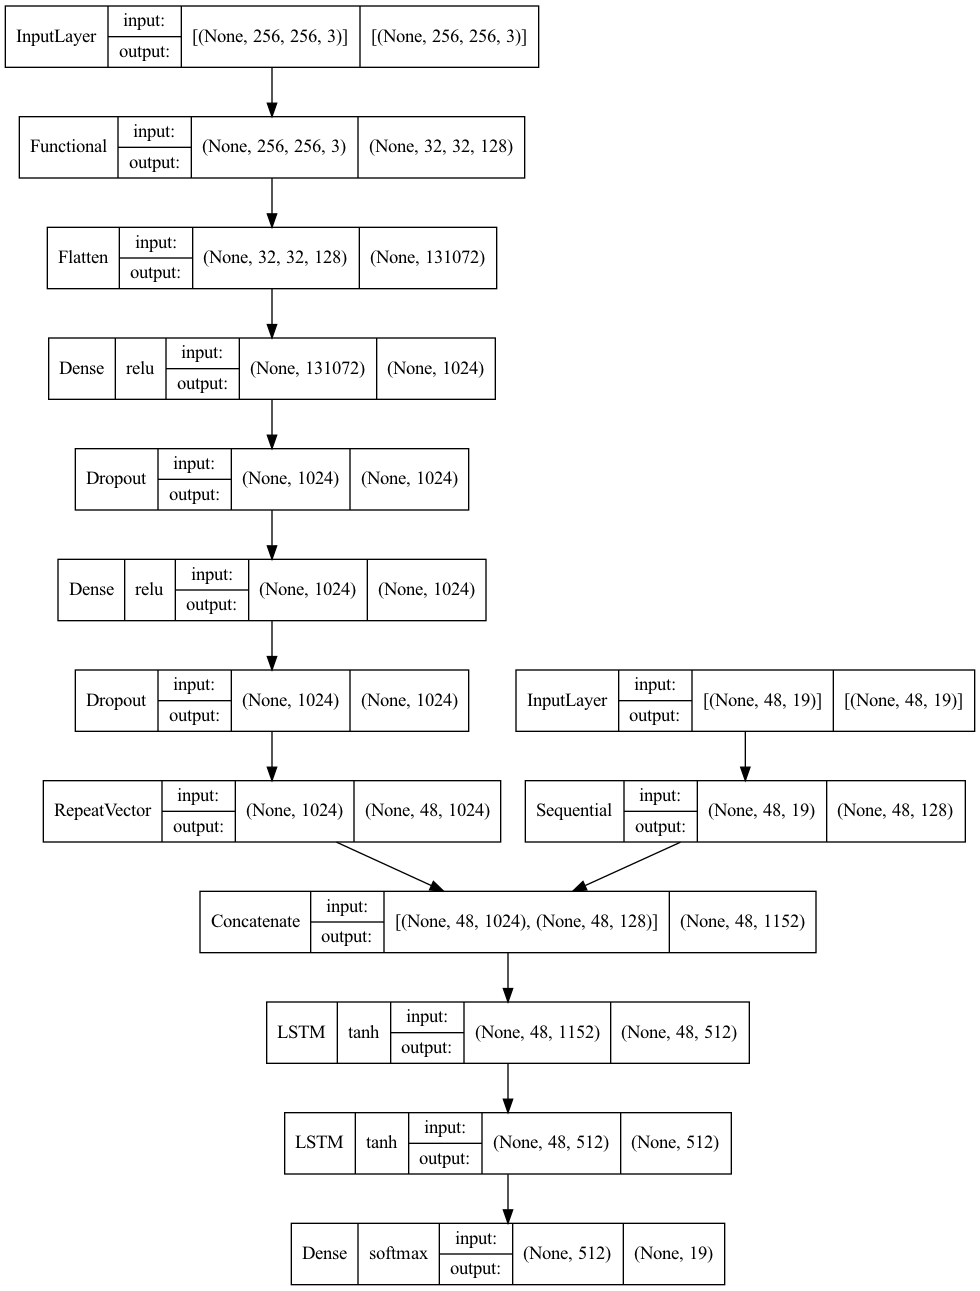 InputLayer input: output: [(None, 256, 256, 3)] [(None, 256, 256, 3)]
Functional input: output: (None, 256, 256, 3) (None, 32, 32, 128)
Flatten input: output: (None, 32, 32, 128) (None, 131072)
Dense relu input: output: (None, 131072) (None, 1024)
Dropout input: output: (None, 1024) (None, 1024)
Dense relu input: output: (None, 1024) (None, 1024)
Dropout input: output: (None, 1024) (None, 1024)
InputLayer input: output: [(None, 48, 19)] [(None, 48, 19)]
RepeatVector input: output: (None, 1024) (None, 48, 1024)
Sequential input: output: (None, 48, 19) (None, 48, 128)
Concatenate input: output: [(None, 48, 1024), (None, 48, 128)] (None, 48, 1152)
LSTM tanh input: output: (None, 48, 1152) (None, 48, 512)
LSTM tanh input: output: (None, 48, 512) (None, 512)
Dense softmax input: output: (None, 512) (None, 19)